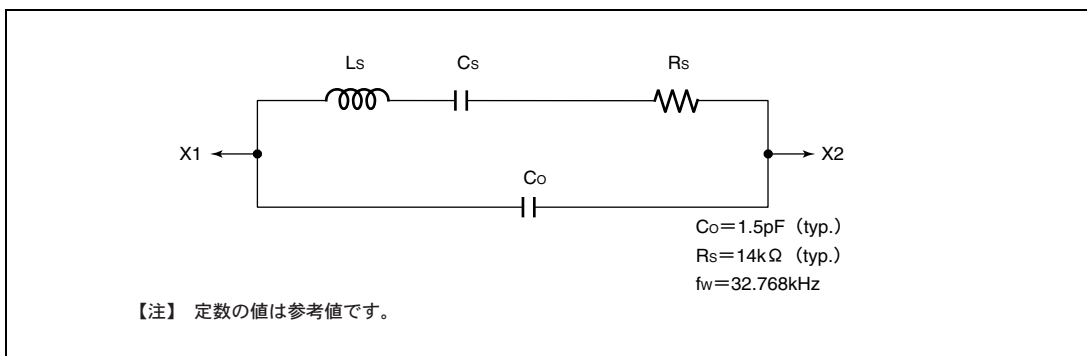 Ls
Cs
Rs
X1
X2
Co
Co＝1.5pF（typ.）
Rs＝14kΩ（typ.）
fw＝32.768kHz
【注】 定数の値は参考値です。